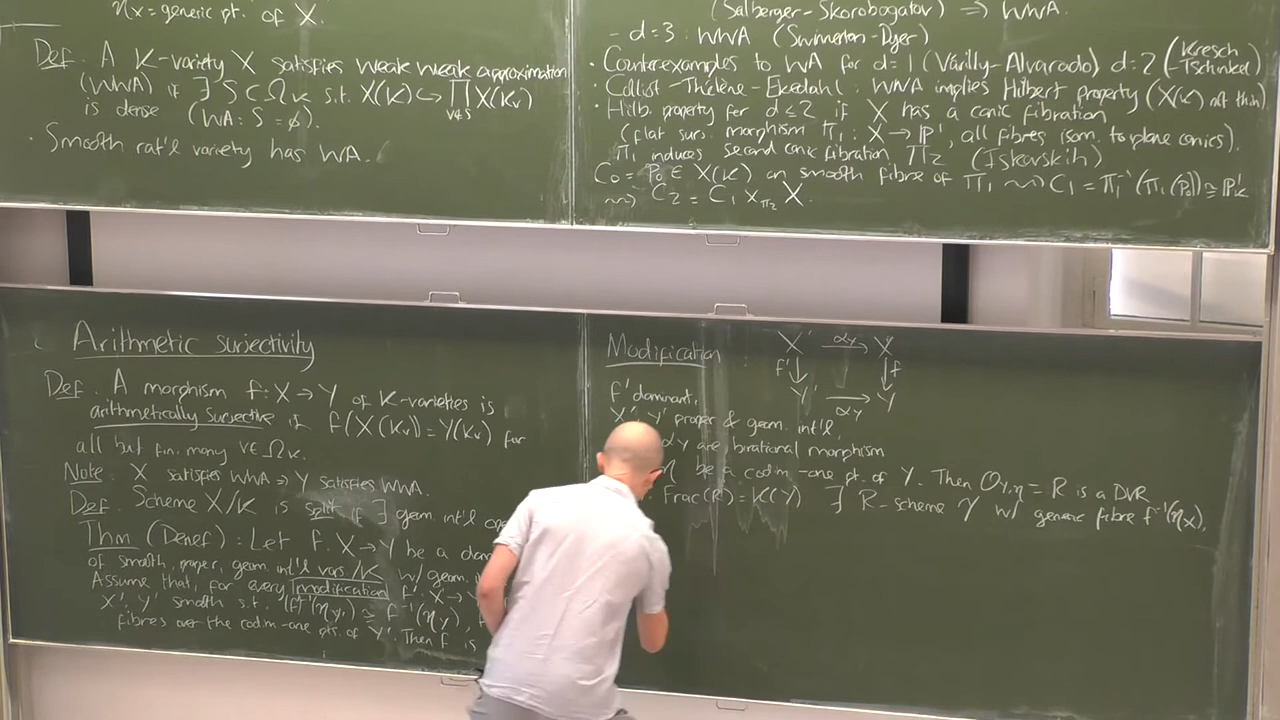 ηx = generic pt. of X.
Def. A K-variety X satisfies weak weak approximation
(WWA) if ∃ S ⊂ Ω_K s.t. X(K) ↪ ∏_{v∉S} X(K_v)
is dense (WA: S = ∅).
· Smooth rat'l variety has WA.
(Salberger-Skorobogatov) ⇒ WWA.
- d=3 : WWA (Swinnerton-Dyer)
· Counterexamples to WA for d=1 (Várilly-Alvarado) d=2 (Kresch-Tschinkel)
· Colliot-Thélène-Ekedahl: WWA implies Hilbert property (X(K) not thin)
· Hilb. property for d≤2 if X has a conic fibration
(flat surj. morphism π₁: X → P¹, all fibres isom. to plane conics).
π₁ induces second conic fibration π₂ (Iskovskih)
C₀ = P₀ ∈ X(K) on smooth fibre of π₁ ⇝ C₁ = π₁⁻¹(π₁(P₀)) ≅ P¹_K
⇝ C₂ = C₁ ×_{π₂} X.
Arithmetic surjectivity
Def. A morphism f: X → Y of K-varieties is
arithmetically surjective if f(X(K_v)) = Y(K_v) for
all but fin. many v ∈ Ω_K.
Note: X satisfies WWA ⇒ Y satisfies WWA.
Def. Scheme X/K is split if ∃ geom. int'l
Thm (Denef): Let f: X → Y be a
of smooth, proper, geom. int'l vars./K w/ geom.
Assume that, for every modification f': X' →
X', Y' smooth s.t. (f')⁻¹(η_{Y'}) ≅ f⁻¹(η_Y),
fibres over the codim-one pts. of Y'. Then f is
Modification
X' α_X→ X
f' ↓ ↓ f
Y' α_Y→ Y
f' dominant,
X', Y' proper & geom. int'l,
α_Y are birational morphism
η be a codim-one pt. of Y. Then O_{Y,η} = R is a DVR
Frac(R) = K(Y) ∃ R-scheme 𝒴 w/ generic fibre f⁻¹(η_X),